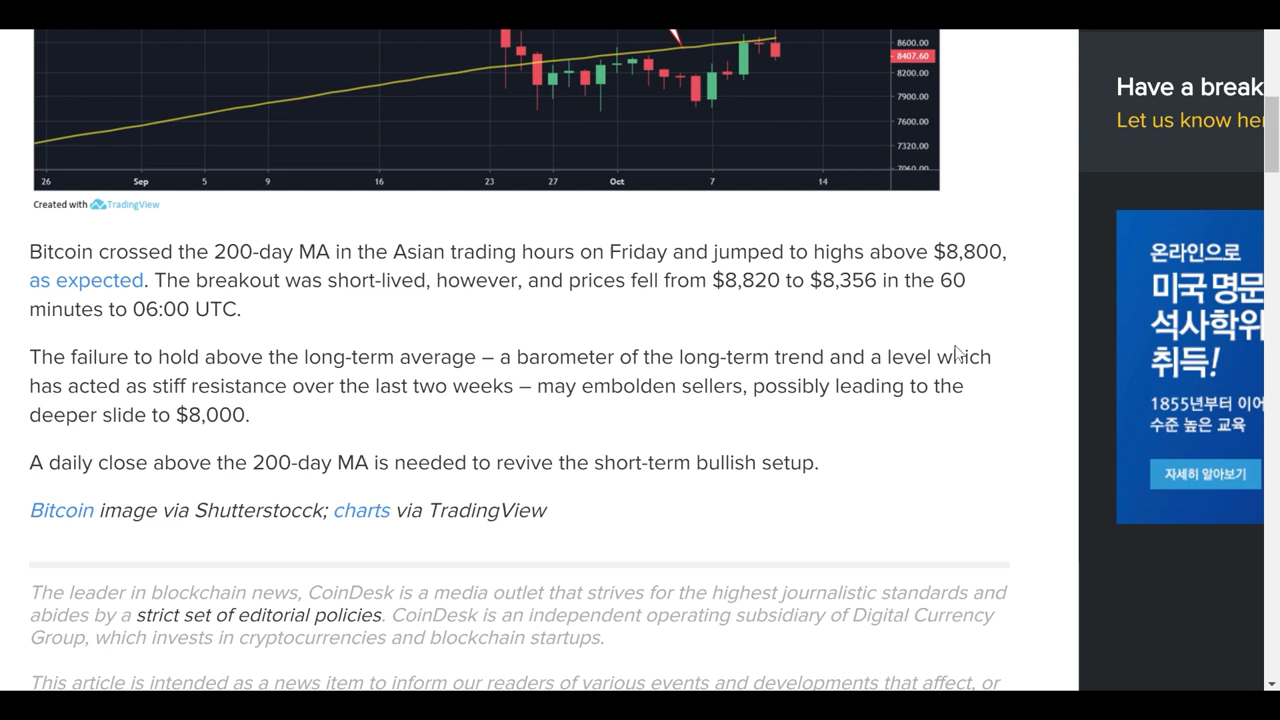 8600.00
8407.60
8200.00
7900.00
7600.00
7320.00
26 Sep 5 9 16 23 27 Oct 7 14
Created with TradingView
Bitcoin crossed the 200-day MA in the Asian trading hours on Friday and jumped to highs above $8,800,
as expected. The breakout was short-lived, however, and prices fell from $8,820 to $8,356 in the 60
minutes to 06:00 UTC.
The failure to hold above the long-term average – a barometer of the long-term trend and a level which
has acted as stiff resistance over the last two weeks – may embolden sellers, possibly leading to the
deeper slide to $8,000.
A daily close above the 200-day MA is needed to revive the short-term bullish setup.
Bitcoin image via Shutterstocck; charts via TradingView
The leader in blockchain news, CoinDesk is a media outlet that strives for the highest journalistic standards and
abides by a strict set of editorial policies. CoinDesk is an independent operating subsidiary of Digital Currency
Group, which invests in cryptocurrencies and blockchain startups.
This article is intended as a news item to inform our readers of various events and developments that affect, or
Have a break
Let us know her
온라인으로
미국 명문
석사학위
취득!
1855년부터 이어
수준 높은 교육
자세히 알아보기